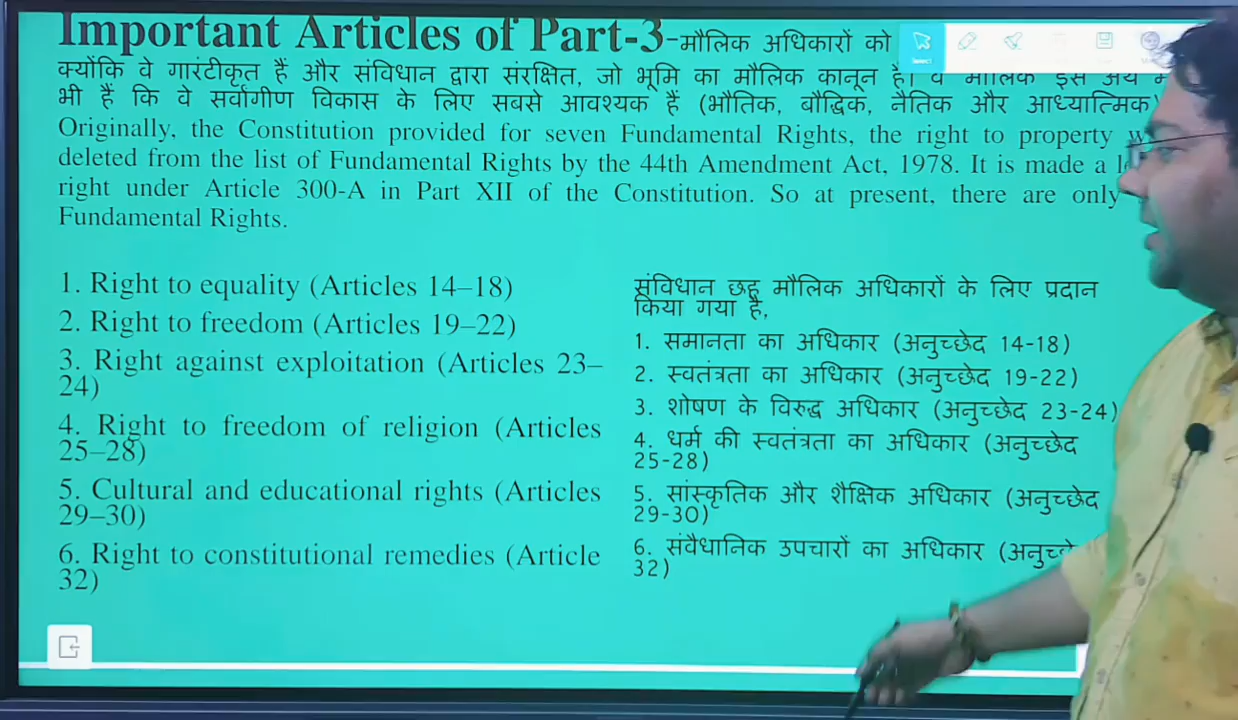 Important Articles of Part-3-मौलिक अधिकारों को
क्योंकि वे गारंटीकृत हैं और संविधान द्वारा संरक्षित, जो भूमि का मौलिक कानून है। वे मौलिक इस अर्थ
भी हैं कि वे सर्वांगीण विकास के लिए सबसे आवश्यक हैं (भौतिक, बौद्धिक, नैतिक और आध्यात्मिक)
Originally, the Constitution provided for seven Fundamental Rights, the right to property
deleted from the list of Fundamental Rights by the 44th Amendment Act, 1978. It is made a
right under Article 300-A in Part XII of the Constitution. So at present, there are only
Fundamental Rights.
1. Right to equality (Articles 14–18)
2. Right to freedom (Articles 19–22)
3. Right against exploitation (Articles 23–
24)
4. Right to freedom of religion (Articles
25–28)
5. Cultural and educational rights (Articles
29–30)
6. Right to constitutional remedies (Article
32)
संविधान छह मौलिक अधिकारों के लिए प्रदान
किया गया है,
1. समानता का अधिकार (अनुच्छेद 14-18)
2. स्वतंत्रता का अधिकार (अनुच्छेद 19-22)
3. शोषण के विरुद्ध अधिकार (अनुच्छेद 23-24)
4. धर्म की स्वतंत्रता का अधिकार (अनुच्छेद
25-28)
5. सांस्कृतिक और शैक्षिक अधिकार (अनुच्छेद
29-30)
6. संवैधानिक उपचारों का अधिकार
32)
Select